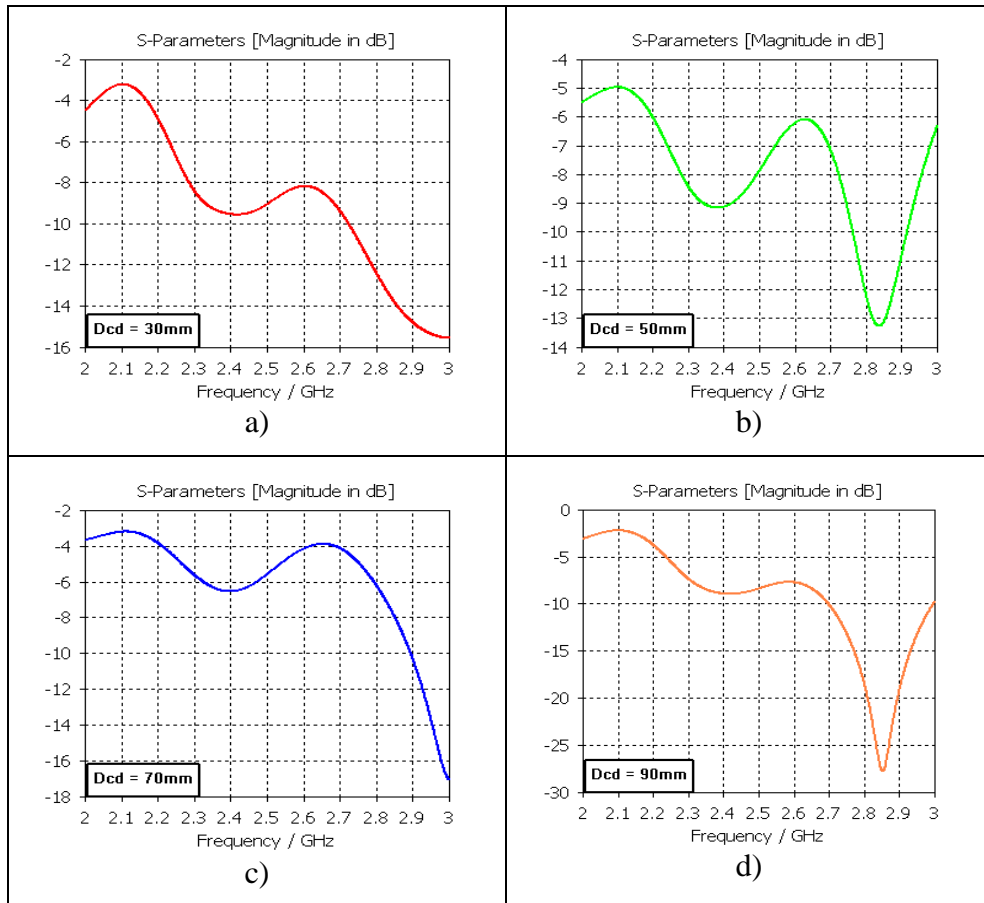 S-Parameters [Magnitude in dB]
-2
-4
-6
-8
-10
-12
-14
-16
Dcd = 30mm
2 2.1 2.2 2.3 2.4 2.5 2.6 2.7 2.8 2.9 3
Frequency / GHz
a)
S-Parameters [Magnitude in dB]
-4
-5
-6
-7
-8
-9
-10
-11
-12
-13
-14
Dcd = 50mm
2 2.1 2.2 2.3 2.4 2.5 2.6 2.7 2.8 2.9 3
Frequency / GHz
b)
S-Parameters [Magnitude in dB]
-2
-4
-6
-8
-10
-12
-14
-16
-18
Dcd = 70mm
2 2.1 2.2 2.3 2.4 2.5 2.6 2.7 2.8 2.9 3
Frequency / GHz
c)
S-Parameters [Magnitude in dB]
0
-5
-10
-15
-20
-25
-30
Dcd = 90mm
2 2.1 2.2 2.3 2.4 2.5 2.6 2.7 2.8 2.9 3
Frequency / GHz
d)